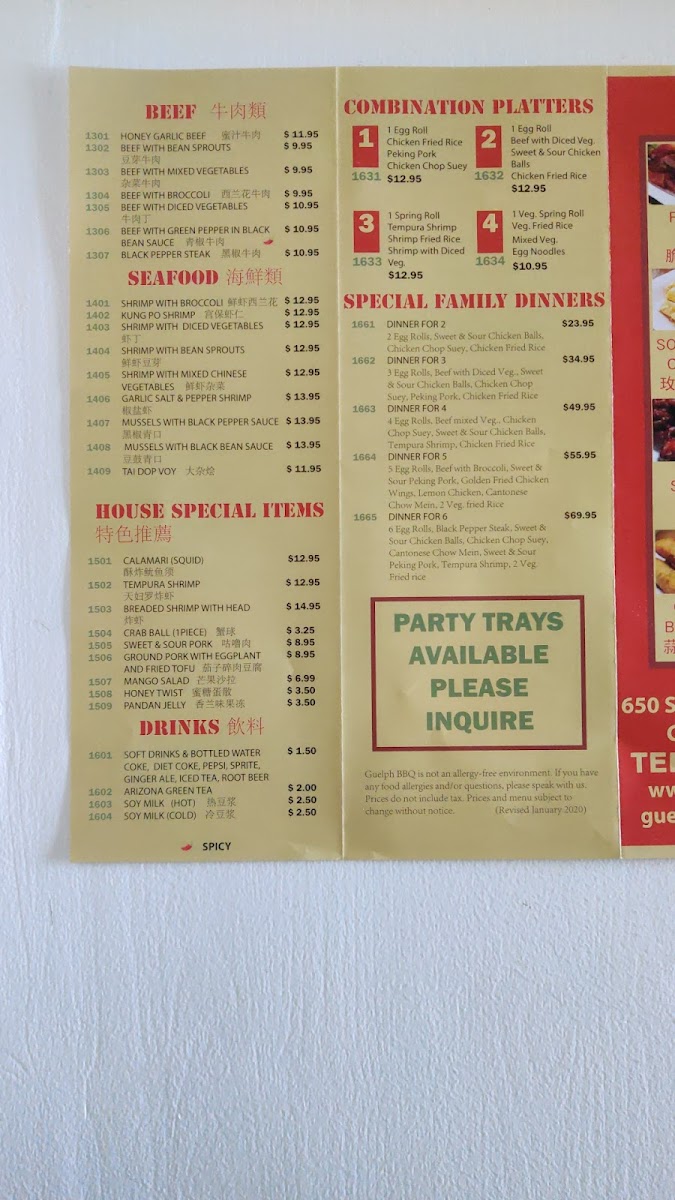 BEEF 牛肉類
1301 HONEY GARLIC BEEF 蜜汁牛肉 $ 11.95
1302 BEEF WITH BEAN SPROUTS $ 9.95
豆芽牛肉
1303 BEEF WITH MIXED VEGETABLES $ 9.95
杂菜牛肉
1304 BEEF WITH BROCCOLI 西兰花牛肉 $ 9.95
1305 BEEF WITH DICED VEGETABLES $ 10.95
牛肉丁
1306 BEEF WITH GREEN PEPPER IN BLACK $ 10.95
BEAN SAUCE 青椒牛肉
1307 BLACK PEPPER STEAK 黑椒牛肉 $ 10.95
SEAFOOD 海鮮類
1401 SHRIMP WITH BROCCOLI 鲜虾西兰花 $ 12.95
1402 KUNG PO SHRIMP 宫保虾仁 $ 12.95
1403 SHRIMP WITH DICED VEGETABLES $ 12.95
虾丁
1404 SHRIMP WITH BEAN SPROUTS $ 12.95
鲜虾豆芽
1405 SHRIMP WITH MIXED CHINESE $ 12.95
VEGETABLES 鲜虾杂菜
1406 GARLIC SALT & PEPPER SHRIMP $ 13.95
椒盐虾
1407 MUSSELS WITH BLACK PEPPER SAUCE $ 13.95
黑椒青口
1408 MUSSELS WITH BLACK BEAN SAUCE $ 13.95
豆鼓青口
1409 TAI DOP VOY 大杂烩 $ 11.95
HOUSE SPECIAL ITEMS
特色推薦
1501 CALAMARI (SQUID) $12.95
酥炸鱿鱼须
1502 TEMPURA SHRIMP $ 12.95
天妇罗炸虾
1503 BREADED SHRIMP WITH HEAD $ 14.95
炸虾
1504 CRAB BALL (1PIECE) 蟹球 $ 3.25
1505 SWEET & SOUR PORK 咕噜肉 $ 8.95
1506 GROUND PORK WITH EGGPLANT $ 8.95
AND FRIED TOFU 茄子碎肉豆腐
1507 MANGO SALAD 芒果沙拉 $ 6.99
1508 HONEY TWIST 蜜糖蛋散 $ 3.50
1509 PANDAN JELLY 香兰味果冻 $ 3.50
DRINKS 飲料
1601 SOFT DRINKS & BOTTLED WATER $ 1.50
COKE, DIET COKE, PEPSI, SPRITE,
GINGER ALE, ICED TEA, ROOT BEER
1602 ARIZONA GREEN TEA $ 2.00
1603 SOY MILK (HOT) 热豆浆 $ 2.50
1604 SOY MILK (COLD) 冷豆浆 $ 2.50
SPICY
COMBINATION PLATTERS
1
1631
1 Egg Roll
Chicken Fried Rice
Peking Pork
Chicken Chop Suey
$12.95
2
1632
1 Egg Roll
Beef with Diced Veg.
Sweet & Sour Chicken
Balls
Chicken Fried Rice
$12.95
3
1633
1 Spring Roll
Tempura Shrimp
Shrimp Fried Rice
Shrimp with Diced
Veg.
$12.95
4
1634
1 Veg. Spring Roll
Veg. Fried Rice
Mixed Veg.
Egg Noodles
$10.95
SPECIAL FAMILY DINNERS
1661 DINNER FOR 2 $23.95
2 Egg Rolls, Sweet & Sour Chicken Balls,
Chicken Chop Suey, Chicken Fried Rice
1662 DINNER FOR 3 $34.95
3 Egg Rolls, Beef with Diced Veg., Sweet
& Sour Chicken Balls, Chicken Chop
Suey, Peking Pork, Chicken Fried Rice
1663 DINNER FOR 4 $49.95
4 Egg Rolls, Beef mixed Veg., Chicken
Chop Suey, Sweet & Sour Chicken Balls,
Tempura Shrimp, Chicken Fried Rice
1664 DINNER FOR 5 $55.95
5 Egg Rolls, Beef with Broccoli, Sweet &
Sour Peking Pork, Golden Fried Chicken
Wings, Lemon Chicken, Cantonese
Chow Mein, 2 Veg. fried Rice
1665 DINNER FOR 6 $69.95
6 Egg Rolls, Black Pepper Steak, Sweet &
Sour Chicken Balls, Chicken Chop Suey,
Cantonese Chow Mein, Sweet & Sour
Peking Pork, Tempura Shrimp, 2 Veg.
Fried rice
PARTY TRAYS
AVAILABLE
PLEASE
INQUIRE
Guelph BBQ is not an allergy-free environment. If you have
any food allergies and/or questions, please speak with us.
Prices do not include tax. Prices and menu subject to
change without notice. (Revised January 2020)
650 S
TEL
ww
gue